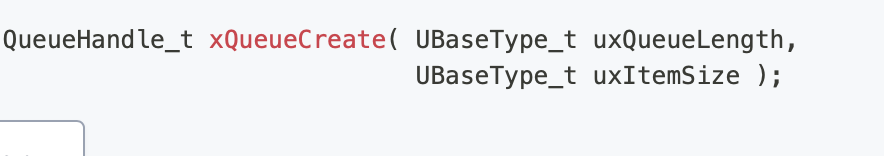 QueueHandle_t xQueueCreate( UBaseType_t uxQueueLength,
UBaseType_t uxItemSize );